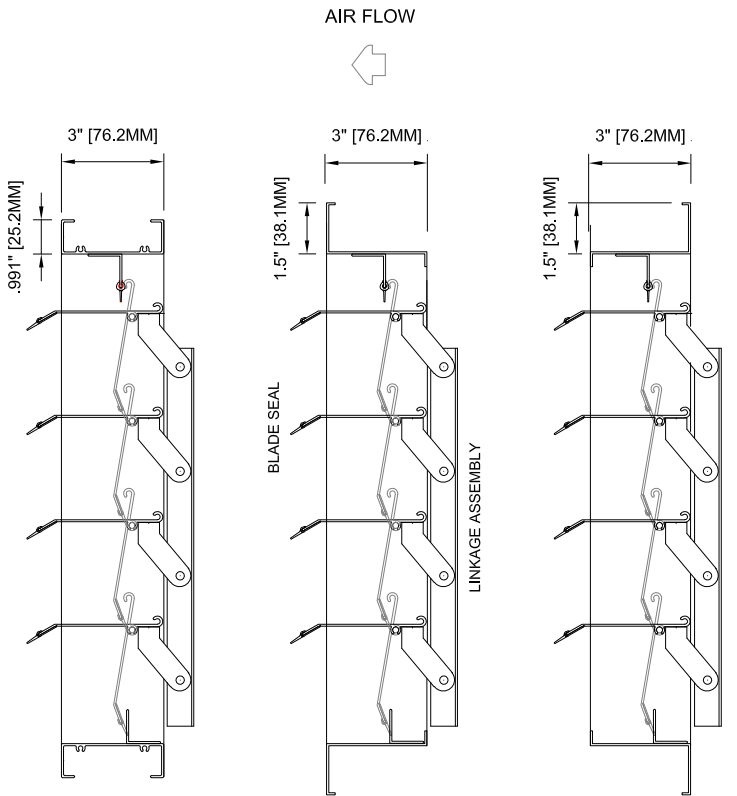 AIR FLOW
3" [76.2MM]
3" [76.2MM]
3" [76.2MM]
.991" [25.2MM]
1.5" [38.1MM]
1.5" [38.1MM]
BLADE SEAL
LINKAGE ASSEMBLY